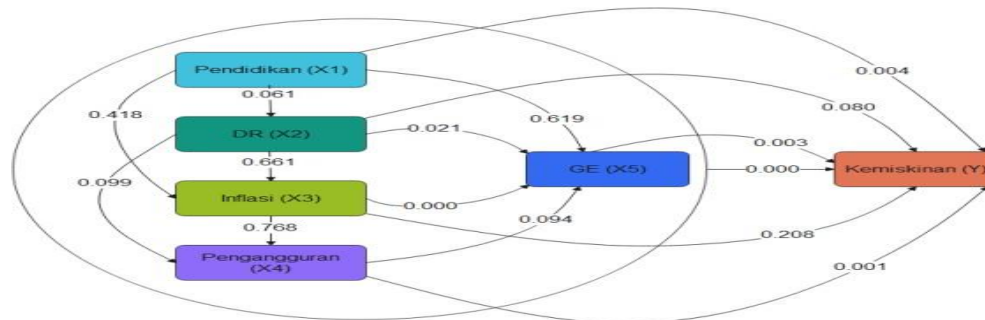 Pendidikan (X1)
0.004
0.061
0.418
0.080
0.619
DR (X2)
0.021
0.003
0.661
GE (X5)
0.000
Kemiskinan (Y)
0.099
Inflasi (X3)
0.000
0.768
0.094
0.208
Pengangguran
(X4)
0.001